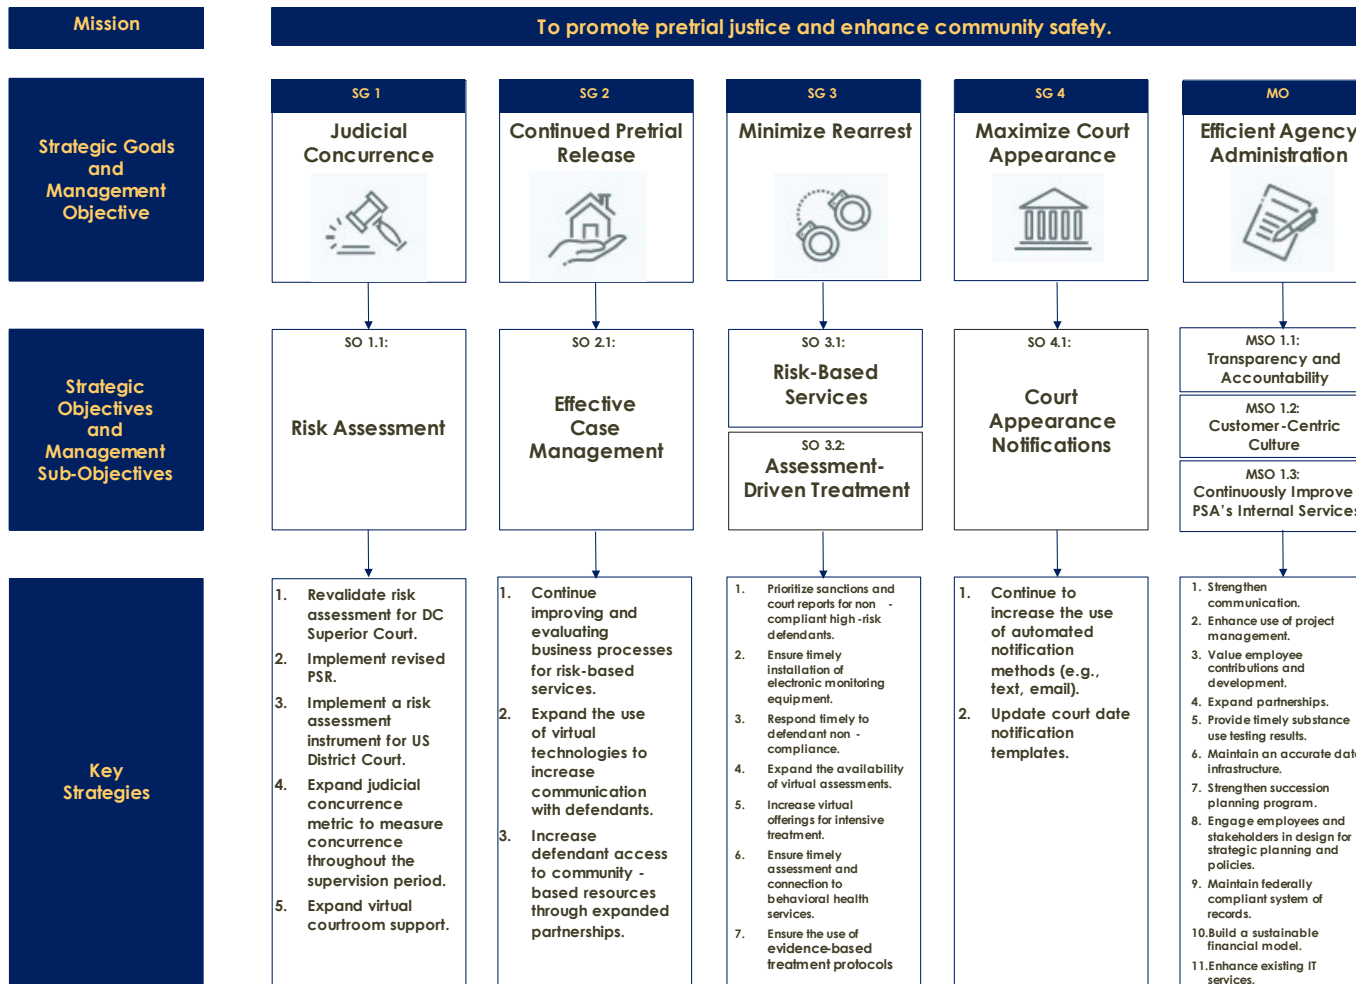 Mission
To promote pretrial justice and enhance community safety.
Strategic Goals
and
Management
Objective
SG 1
Judicial
Concurrence
SG 2
Continued Pretrial
Release
SG 3
Minimize Rearrest
SG 4
Maximize Court
Appearance
MO
Efficient Agency
Administration
Strategic
Objectives
and
Management
Sub-Objectives
SO 1.1:
Risk Assessment
SO 2.1:
Effective
Case
Management
SO 3.1:
Risk-Based
Services
SO 3.2:
Assessment-
Driven Treatment
SO 4.1:
Court
Appearance
Notifications
MSO 1.1:
Transparency and
Accountability
MSO 1.2:
Customer-Centric
Culture
MSO 1.3:
Continuously Improve
PSA's Internal Services
Key
Strategies
1. Revalidate risk
assessment for DC
Superior Court.
2. Implement revised
PSR.
3. Implement a risk
assessment
instrument for US
District Court.
4. Expand judicial
concurrence
metric to measure
concurrence
throughout the
supervision period.
5. Expand virtual
courtroom support.
1. Continue
improving and
evaluating
business processes
for risk-based
services.
2. Expand the use
of virtual
technologies to
increase
communication
with defendants.
3. Increase
defendant access
to community -
based resources
through expanded
partnerships.
1. Prioritize sanctions and
court reports for non -
compliant high -risk
defendants.
2. Ensure timely
installation of
electronic monitoring
equipment.
3. Respond timely to
defendant non -
compliance.
4. Expand the availability
of virtual assessments.
5. Increase virtual
offerings for intensive
treatment.
6. Ensure timely
assessment and
connection to
behavioral health
services.
7. Ensure the use of
evidence-based
treatment protocols
1. Continue to
increase the use
of automated
notification
methods (e.g.,
text, email).
2. Update court date
notification
templates.
1. Strengthen
communication.
2. Enhance use of project
management.
3. Value employee
contributions and
development.
4. Expand partnerships.
5. Provide timely substance
use testing results.
6. Maintain an accurate data
infrastructure.
7. Strengthen succession
planning program.
8. Engage employees and
stakeholders in design for
strategic planning and
policies.
9. Maintain federally
compliant system of
records.
10.Build a sustainable
financial model.
11.Enhance existing IT
services.